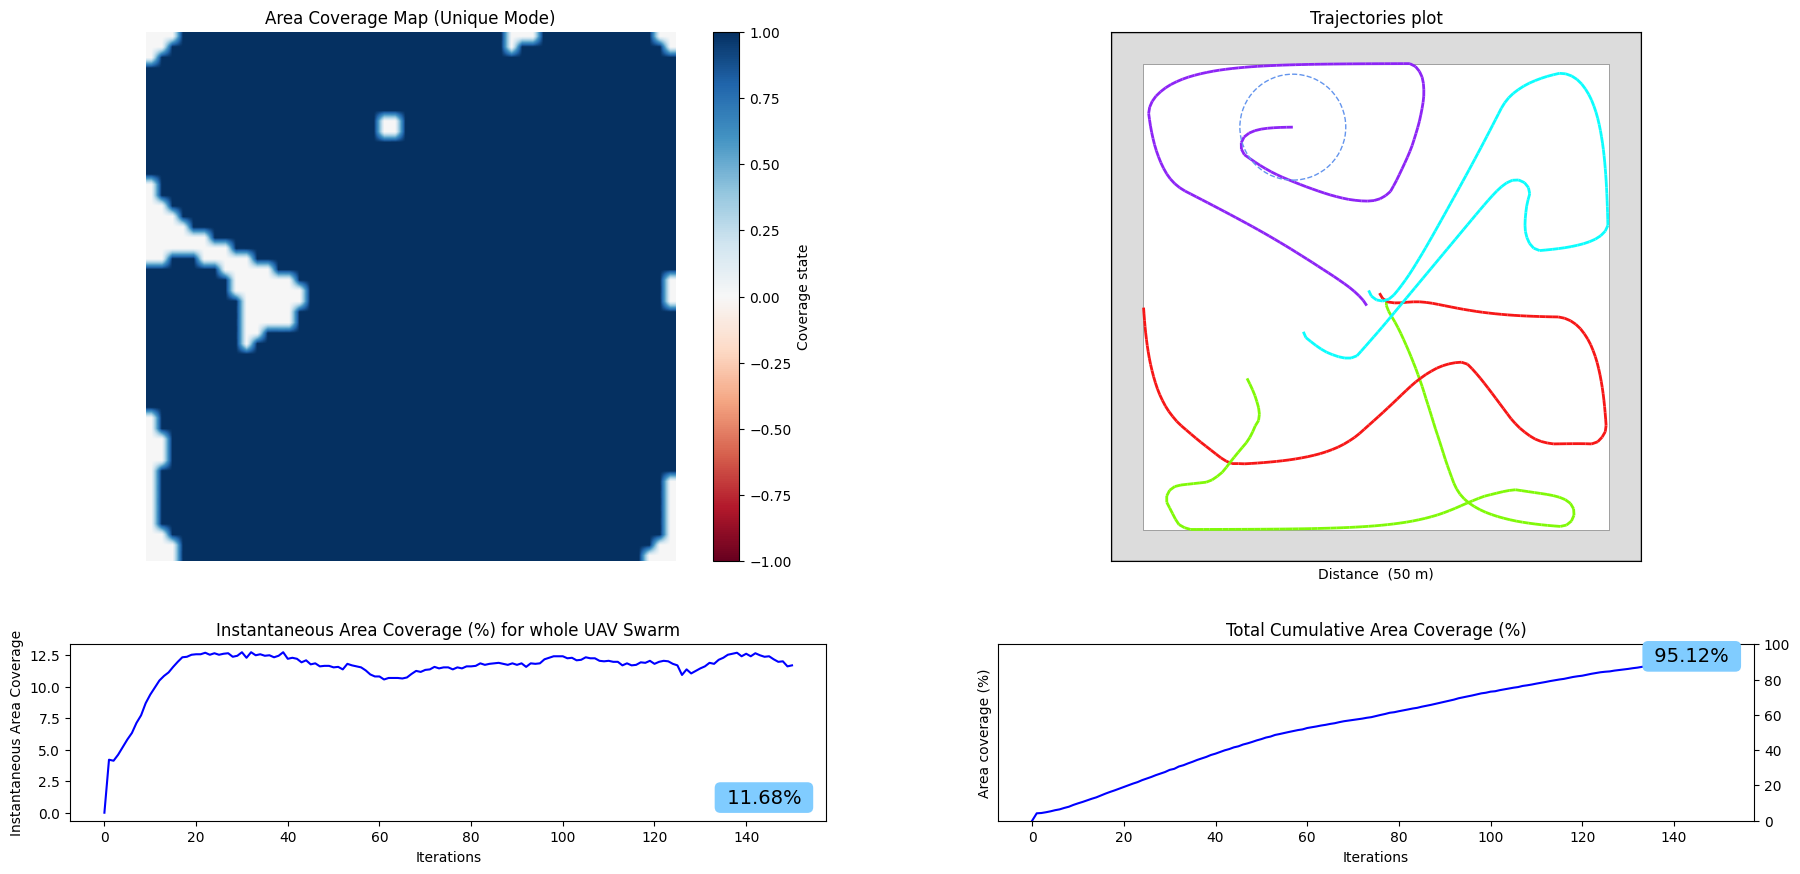 Area Coverage Map (Unique Mode)
1.00
0.75
0.50
0.25
0.00
−0.25
−0.50
−0.75
−1.00
Coverage state
Trajectories plot
Distance  (50 m)
Instantaneous Area Coverage (%) for whole UAV Swarm
Instantaneous Area Coverage
12.5
10.0
7.5
5.0
2.5
0.0
11.68%
0 20 40 60 80 100 120 140
Iterations
Total Cumulative Area Coverage (%)
Area coverage (%)
95.12%
100
80
60
40
20
0
0 20 40 60 80 100 120 140
Iterations